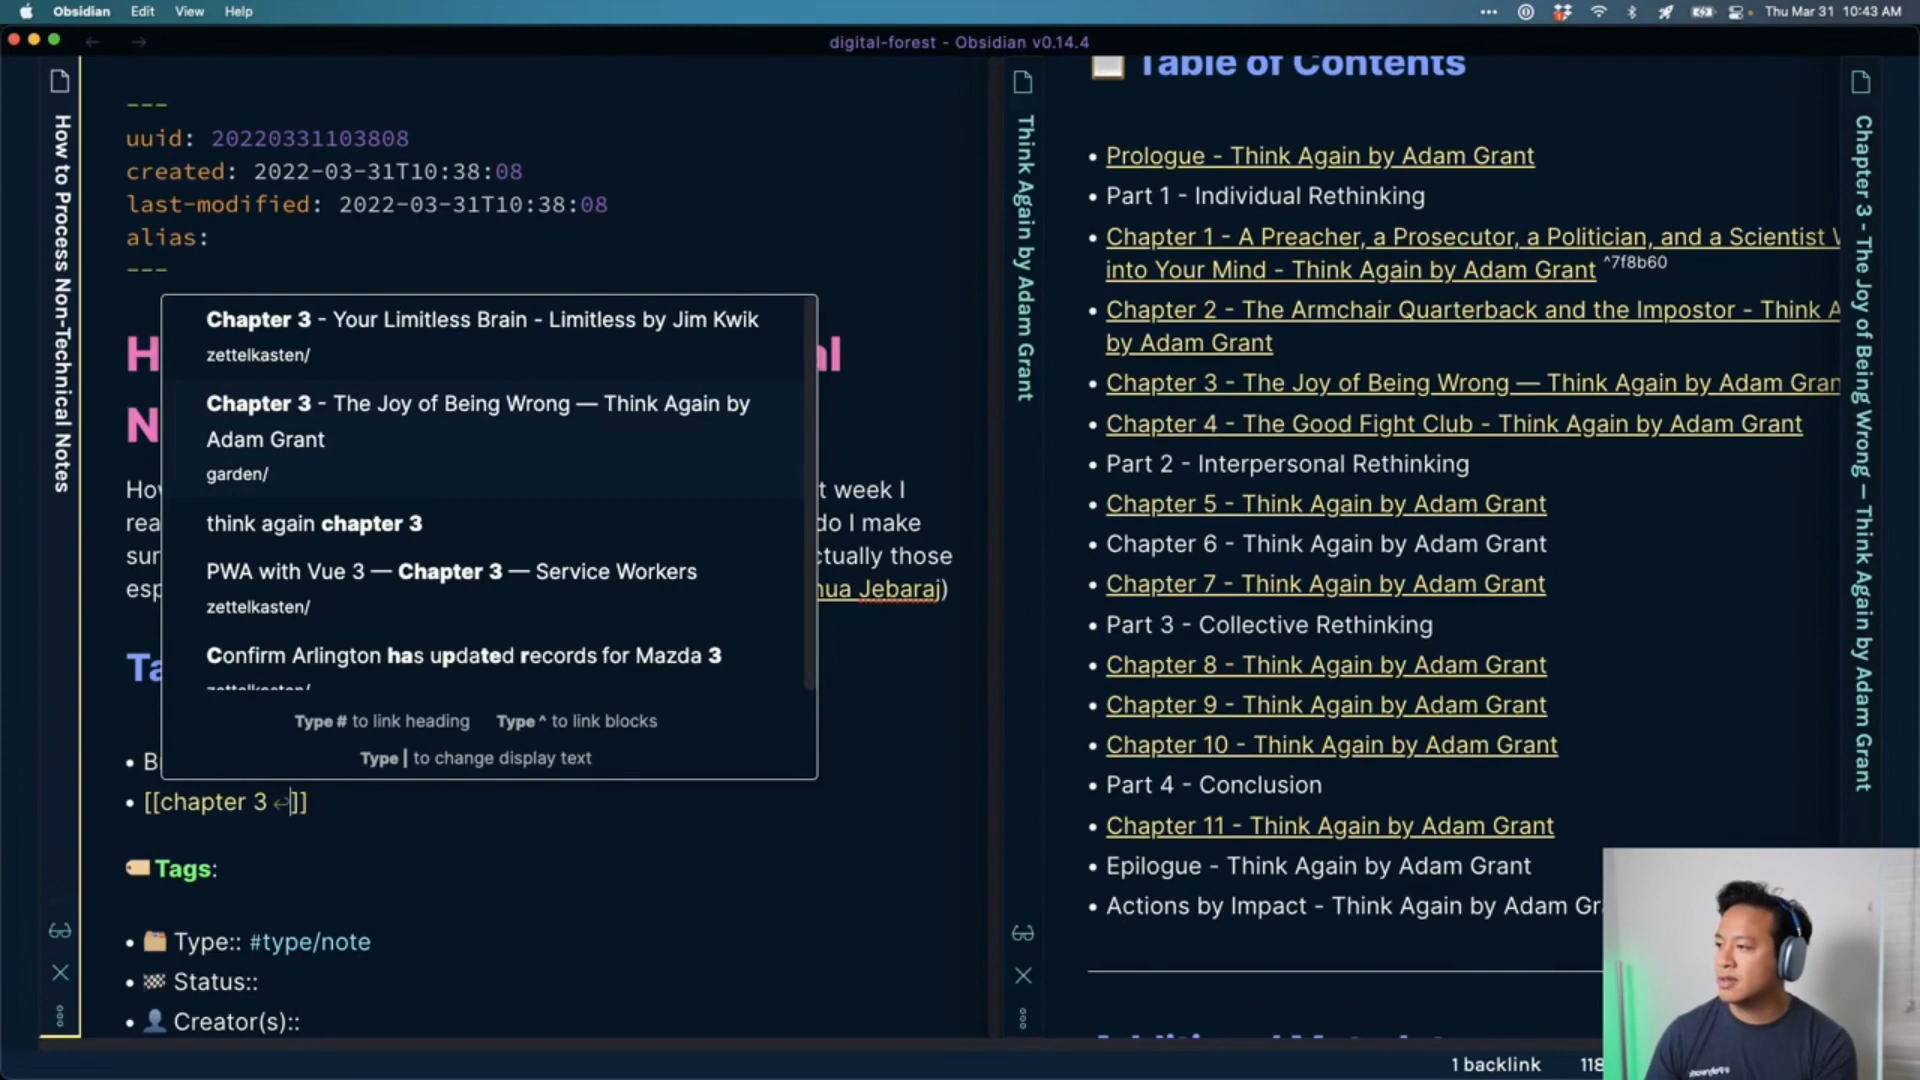 Obsidian Edit View Help
Thu Mar 31 10:43 AM
digital-forest - Obsidian v0.14.4
How to Process Non-Technical Notes
---
uuid: 20220331103808
created: 2022-03-31T10:38:08
last-modified: 2022-03-31T10:38:08
alias:
---
Chapter 3 - Your Limitless Brain - Limitless by Jim Kwik
zettelkasten/
Chapter 3 - The Joy of Being Wrong — Think Again by
Adam Grant
garden/
think again chapter 3
PWA with Vue 3 — Chapter 3 — Service Workers
zettelkasten/
Confirm Arlington has updated records for Mazda 3
zettelkasten/
Type # to link heading Type ^ to link blocks
Type | to change display text
t week I
do I make
those
Jebaraj)
[[chapter 3 ]]
Tags:
Type:: #type/note
Status::
Creator(s)::
Think Again by Adam Grant
Table of Contents
Prologue - Think Again by Adam Grant
Part 1 - Individual Rethinking
Chapter 1 - A Preacher, a Prosecutor, a Politician, and a Scientist
into Your Mind - Think Again by Adam Grant ^7f8b60
Chapter 2 - The Armchair Quarterback and the Impostor - Think A
by Adam Grant
Chapter 3 - The Joy of Being Wrong — Think Again by Adam Gran
Chapter 4 - The Good Fight Club - Think Again by Adam Grant
Part 2 - Interpersonal Rethinking
Chapter 5 - Think Again by Adam Grant
Chapter 6 - Think Again by Adam Grant
Chapter 7 - Think Again by Adam Grant
Part 3 - Collective Rethinking
Chapter 8 - Think Again by Adam Grant
Chapter 9 - Think Again by Adam Grant
Chapter 10 - Think Again by Adam Grant
Part 4 - Conclusion
Chapter 11 - Think Again by Adam Grant
Epilogue - Think Again by Adam Grant
Actions by Impact - Think Again by Adam Gr
Chapter 3 - The Joy of Being Wrong — Think Again by Adam Grant
1 backlink 118